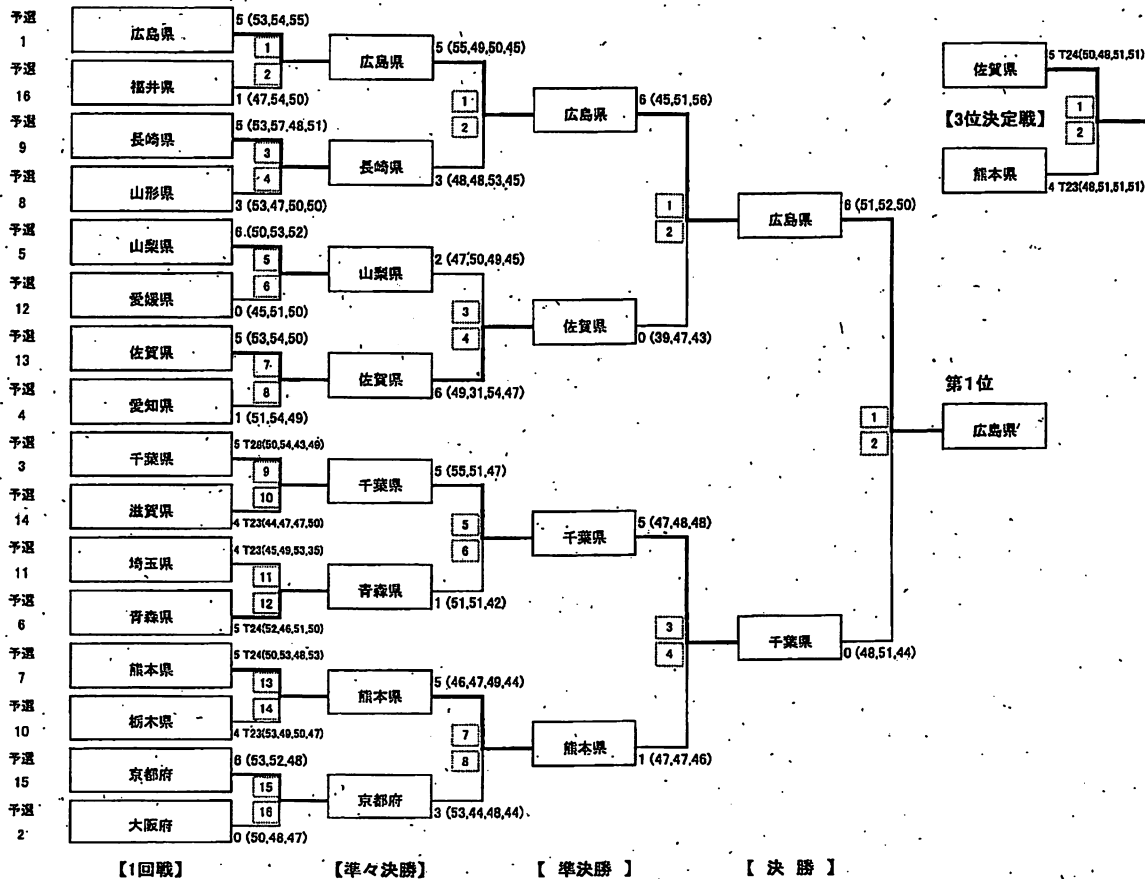 予選
1
広島県
5 (53,54,55)
1
2
予選
16
福井県
1 (47,54,50)
予選
9
長崎県
5 (53,57,48,51)
3
4
予選
8
山形県
3 (53,47,50,50)
予選
5
山梨県
6 (50,53,52)
5
6
予選
12
愛媛県
0 (45,51,50)
予選
13
佐賀県
5 (53,54,50)
7
8
予選
4
愛知県
1 (51,54,49)
予選
3
千葉県
5 T28(50,54,43,49)
9
10
予選
14
滋賀県
4 T23(44,47,47,50)
予選
11
埼玉県
4 T23(45,49,53,35)
11
12
予選
6
青森県
5 T24(52,46,51,50)
予選
7
熊本県
5 T24(50,53,48,53)
13
14
予選
10
栃木県
4 T23(53,49,50,47)
予選
15
京都府
6 (53,52,48)
15
16
予選
2
大阪府
0 (50,48,47)
【1回戦】
広島県
5 (55,49,50,45)
1
2
長崎県
3 (48,48,53,45)
山梨県
2 (47,50,49,45)
3
4
佐賀県
6 (49,31,54,47)
千葉県
5 (55,51,47)
5
6
青森県
1 (51,51,42)
熊本県
5 (46,47,49,44)
7
8
京都府
3 (53,44,48,44)
【準々決勝】
広島県
6 (45,51,56)
1
2
佐賀県
0 (39,47,43)
千葉県
5 (47,48,48)
3
4
熊本県
1 (47,47,46)
【 準決勝 】
広島県
6 (51,52,50)
1
2
千葉県
0 (48,51,44)
【 決 勝 】
第1位
広島県
佐賀県
5 T24(50,48,51,51)
【3位決定戦】
1
2
熊本県
4 T23(48,51,51,51)